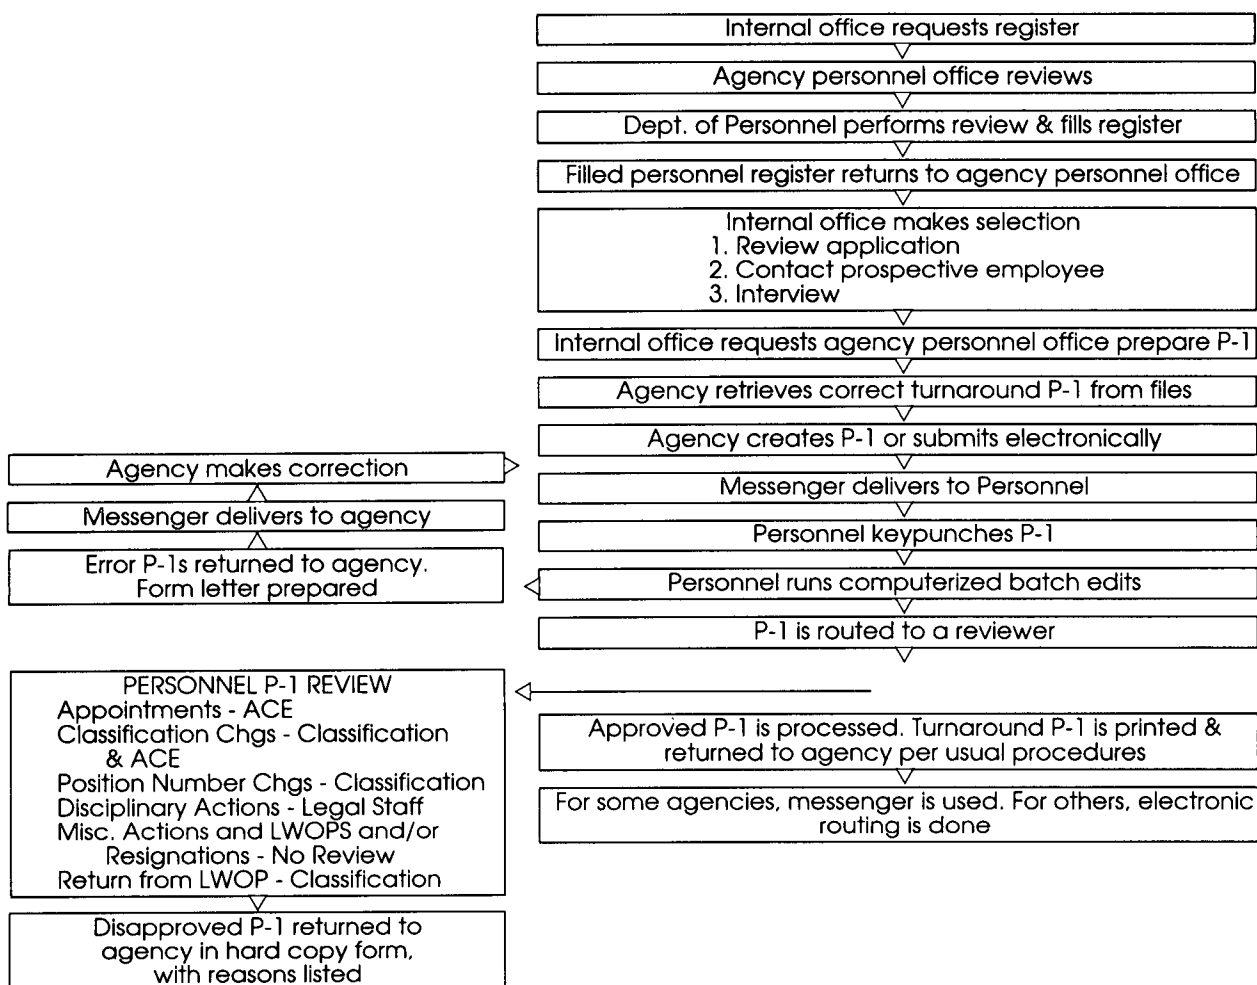 Internal office requests register
Agency personnel office reviews
Dept. of Personnel performs review & fills register
Filled personnel register returns to agency personnel office
Internal office makes selection
1. Review application
2. Contact prospective employee
3. Interview
Internal office requests agency personnel office prepare P-1
Agency retrieves correct turnaround P-1 from files
Agency creates P-1 or submits electronically
Messenger delivers to Personnel
Personnel keypunches P-1
Personnel runs computerized batch edits
P-1 is routed to a reviewer
Agency makes correction
Messenger delivers to agency
Error P-1s returned to agency.
Form letter prepared
PERSONNEL P-1 REVIEW
Appointments - ACE
Classification Chgs - Classification
& ACE
Position Number Chgs - Classification
Disciplinary Actions - Legal Staff
Misc. Actions and LWOPS and/or
Resignations - No Review
Return from LWOP - Classification
Disapproved P-1 returned to
agency in hard copy form,
with reasons listed
Approved P-1 is processed. Turnaround P-1 is printed &
returned to agency per usual procedures
For some agencies, messenger is used. For others, electronic
routing is done